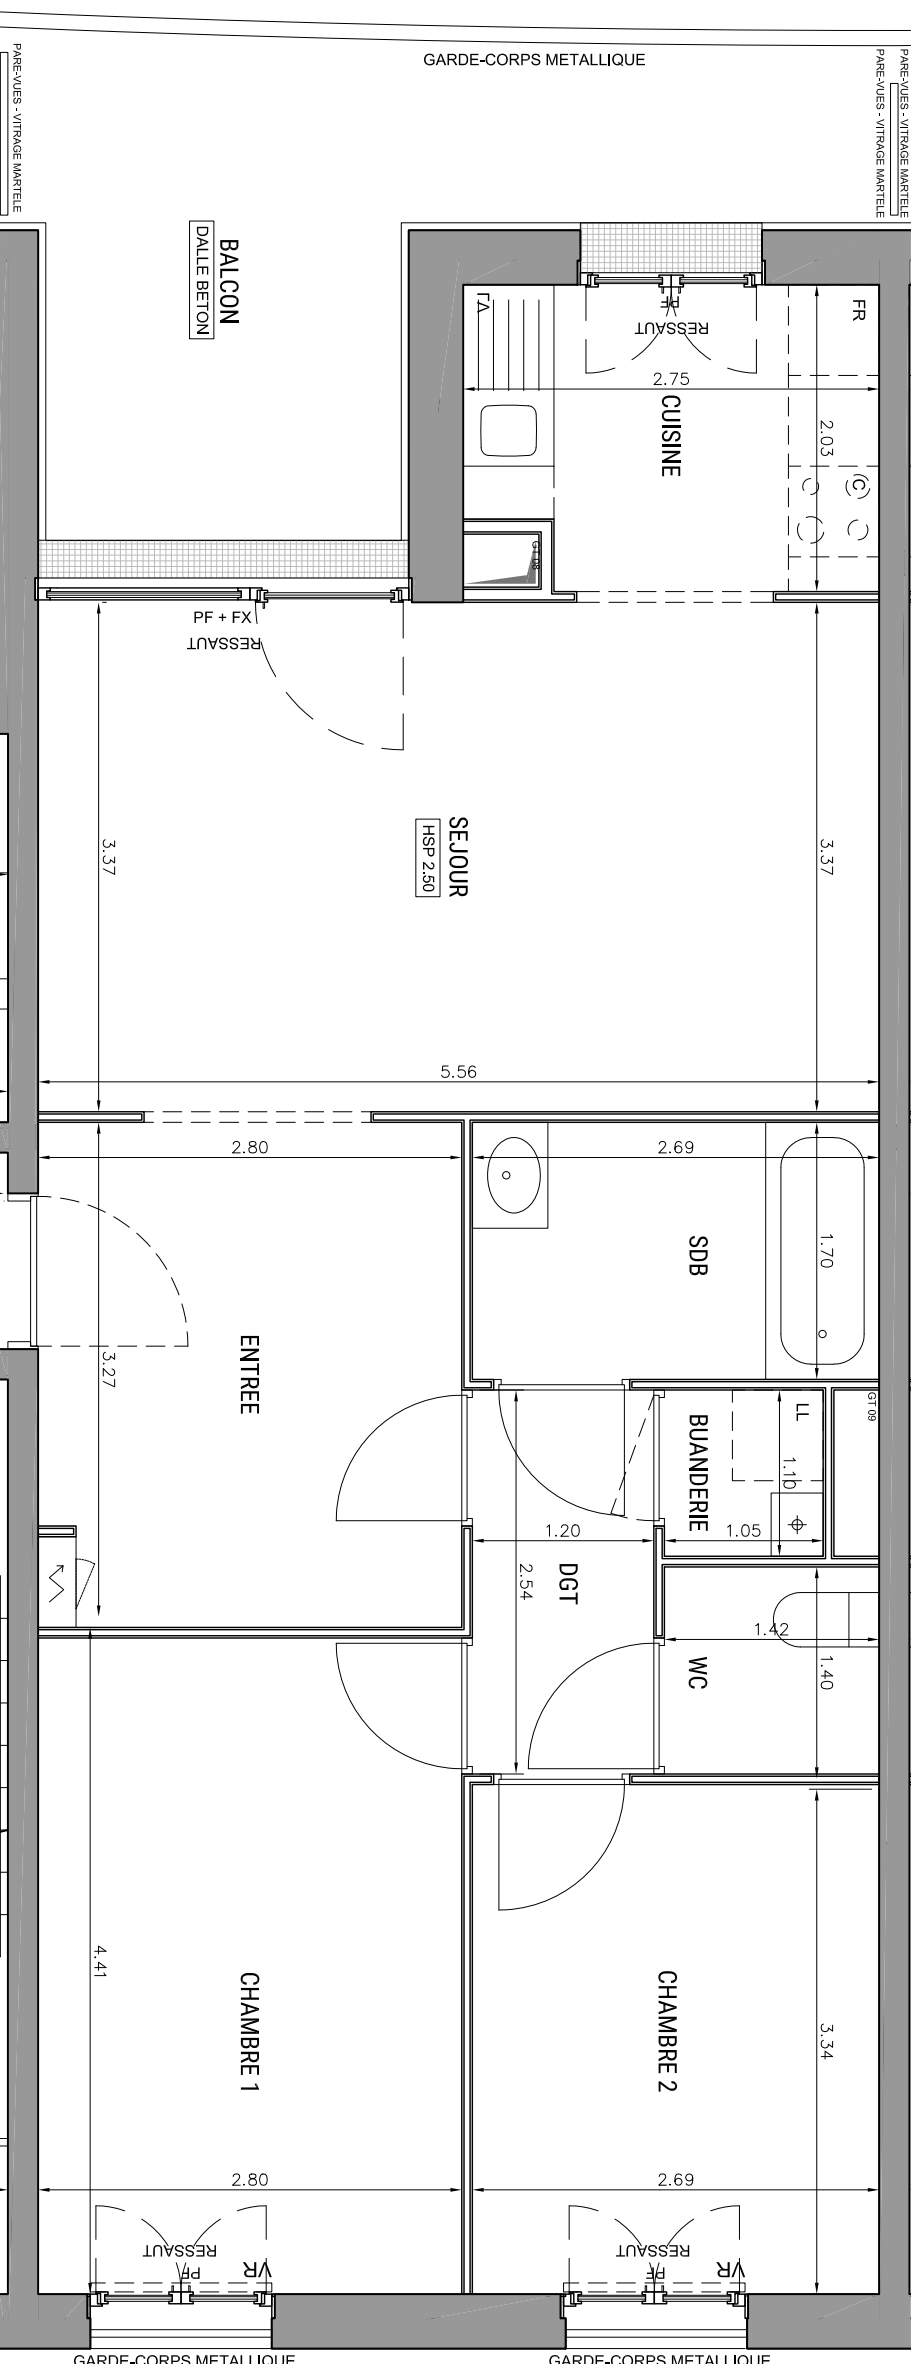 GARDE-CORPS METALLIQUE
PARE-VUES - VITRAGE MARTELE
PARE-VUES - VITRAGE MARTELE
PARE-VUES - VITRAGE MARTELE
BALCON
DALLE BETON
LV
PF
RESSAUT
FR
2.75
CUISINE
2.03
C
GT 08
PF + FX
RESSAUT
3.37
SEJOUR
HSP 2.50
3.37
5.56
2.80
2.69
SDB
1.70
ENTREE
3.27
GT 09
LL
BUANDERIE
1.10
1.05
1.20
DGT
2.54
1.42
WC
1.40
4.41
CHAMBRE 1
CHAMBRE 2
3.34
2.80
2.69
RESSAUT
PF
VR
RESSAUT
PF
VR
GARDE-CORPS METALLIQUE
GARDE-CORPS METALLIQUE